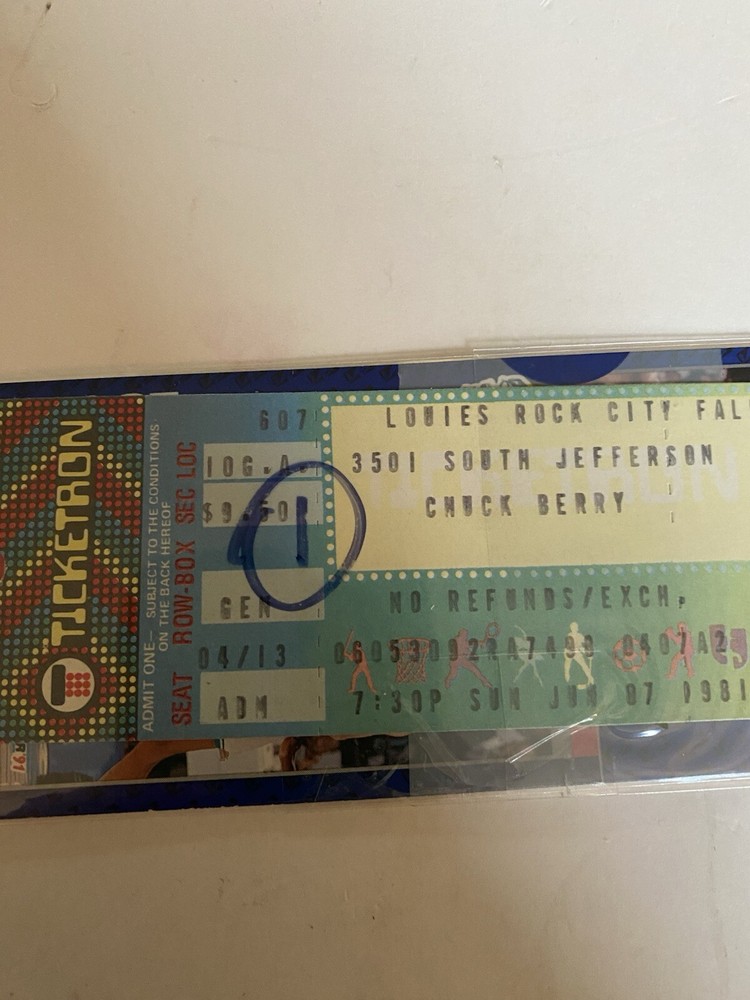 TICKETRON
ADMIT ONE— SUBJECT TO THE CONDITIONS
ON THE BACK HEREOF
SEAT ROW-BOX SEC LOC
607
10G.A.
GEN
04/13
ADM
1
LOUIES ROCK CITY FAL
3501 SOUTH JEFFERSON
CHUCK BERRY
NO REFUNDS/EXCH.
7:30P SUN JUN 07 1981